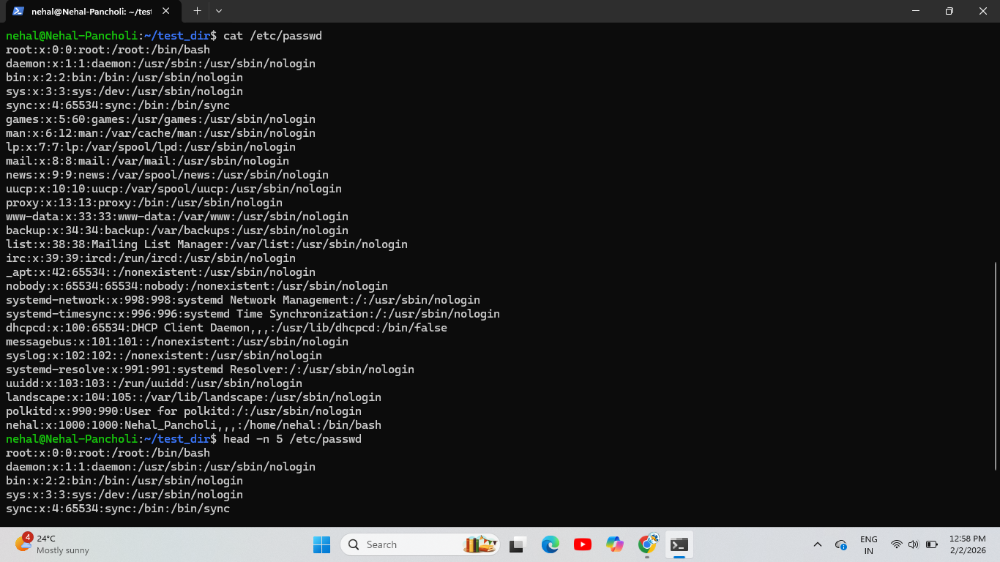 nehal@Nehal-Pancholi: ~/test
nehal@Nehal-Pancholi:~/test_dir$ cat /etc/passwd
root:x:0:0:root:/root:/bin/bash
daemon:x:1:1:daemon:/usr/sbin:/usr/sbin/nologin
bin:x:2:2:bin:/bin:/usr/sbin/nologin
sys:x:3:3:sys:/dev:/usr/sbin/nologin
sync:x:4:65534:sync:/bin:/bin/sync
games:x:5:60:games:/usr/games:/usr/sbin/nologin
man:x:6:12:man:/var/cache/man:/usr/sbin/nologin
lp:x:7:7:lp:/var/spool/lpd:/usr/sbin/nologin
mail:x:8:8:mail:/var/mail:/usr/sbin/nologin
news:x:9:9:news:/var/spool/news:/usr/sbin/nologin
uucp:x:10:10:uucp:/var/spool/uucp:/usr/sbin/nologin
proxy:x:13:13:proxy:/bin:/usr/sbin/nologin
www-data:x:33:33:www-data:/var/www:/usr/sbin/nologin
backup:x:34:34:backup:/var/backups:/usr/sbin/nologin
list:x:38:38:Mailing List Manager:/var/list:/usr/sbin/nologin
irc:x:39:39:ircd:/run/ircd:/usr/sbin/nologin
_apt:x:42:65534::/nonexistent:/usr/sbin/nologin
nobody:x:65534:65534:nobody:/nonexistent:/usr/sbin/nologin
systemd-network:x:998:998:systemd Network Management:/:/usr/sbin/nologin
systemd-timesync:x:996:996:systemd Time Synchronization:/:/usr/sbin/nologin
dhcpcd:x:100:65534:DHCP Client Daemon,,,:/usr/lib/dhcpcd:/bin/false
messagebus:x:101:101::/nonexistent:/usr/sbin/nologin
syslog:x:102:102::/nonexistent:/usr/sbin/nologin
systemd-resolve:x:991:991:systemd Resolver:/:/usr/sbin/nologin
uuidd:x:103:103::/run/uuidd:/usr/sbin/nologin
landscape:x:104:105::/var/lib/landscape:/usr/sbin/nologin
polkitd:x:990:990:User for polkitd:/:/usr/sbin/nologin
nehal:x:1000:1000:Nehal_Pancholi,,,:/home/nehal:/bin/bash
nehal@Nehal-Pancholi:~/test_dir$ head -n 5 /etc/passwd
root:x:0:0:root:/root:/bin/bash
daemon:x:1:1:daemon:/usr/sbin:/usr/sbin/nologin
bin:x:2:2:bin:/bin:/usr/sbin/nologin
sys:x:3:3:sys:/dev:/usr/sbin/nologin
sync:x:4:65534:sync:/bin:/bin/sync
4
24°C
Mostly sunny
Search
ENG
IN
12:58 PM
2/2/2026